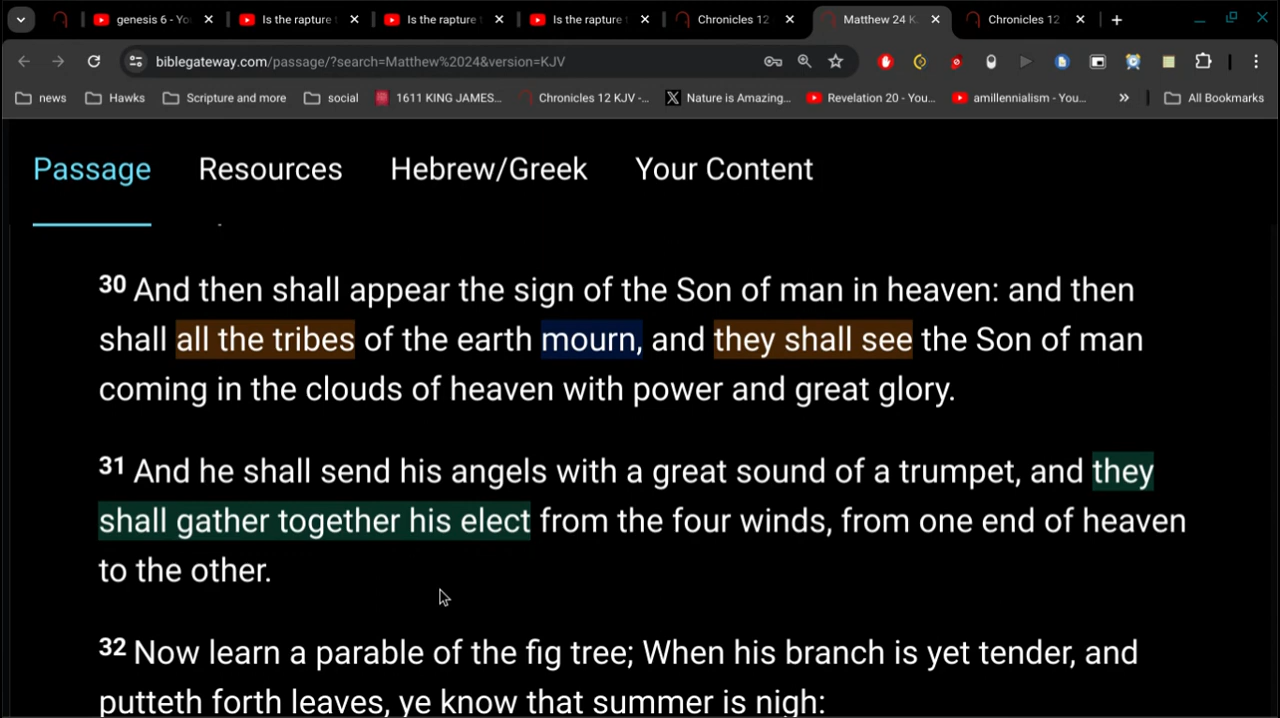 genesis 6 - Yo
Is the rapture
Is the rapture
Is the rapture
Chronicles 12
Matthew 24 K
Chronicles 12
biblegateway.com/passage/?search=Matthew%2024&version=KJV
news
Hawks
Scripture and more
social
1611 KING JAMES...
Chronicles 12 KJV -...
Nature is Amazing...
Revelation 20 - You...
amillennialism - You...
All Bookmarks
Passage
Resources
Hebrew/Greek
Your Content
30 And then shall appear the sign of the Son of man in heaven: and then
shall all the tribes of the earth mourn, and they shall see the Son of man
coming in the clouds of heaven with power and great glory.
31 And he shall send his angels with a great sound of a trumpet, and they
shall gather together his elect from the four winds, from one end of heaven
to the other.
32 Now learn a parable of the fig tree; When his branch is yet tender, and
putteth forth leaves, ye know that summer is nigh: